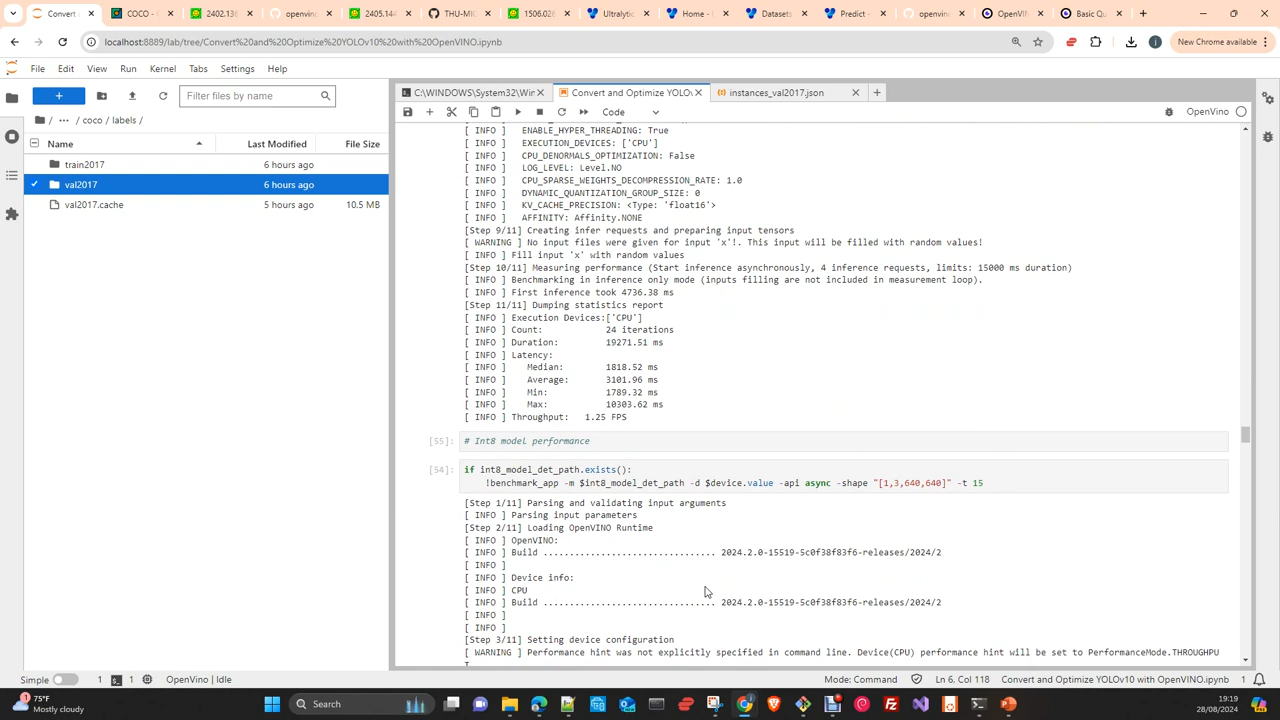 Convert a
COCO - C
2402.136
openvino
2405.144
THU-MIC
1506.026
Ultralytic
Home -
Datasets
Predict -
openvino
OpenVIN
Basic Qu
localhost:8889/lab/tree/Convert%20and%20Optimize%20YOLOv10%20with%20OpenVINO.ipynb
New Chrome available
File Edit View Run Kernel Tabs Settings Help
C:\WINDOWS\System32\Win
Convert and Optimize YOLOv
instances_val2017.json
Filter files by name
Code
OpenVino
/ ··· / coco / labels /
Name Last Modified File Size
train2017 6 hours ago
val2017 6 hours ago
val2017.cache 5 hours ago 10.5 MB
[ INFO ] ENABLE_HYPER_THREADING: True
[ INFO ] EXECUTION_DEVICES: ['CPU']
[ INFO ] CPU_DENORMALS_OPTIMIZATION: False
[ INFO ] LOG_LEVEL: Level.NO
[ INFO ] CPU_SPARSE_WEIGHTS_DECOMPRESSION_RATE: 1.0
[ INFO ] DYNAMIC_QUANTIZATION_GROUP_SIZE: 0
[ INFO ] KV_CACHE_PRECISION: <Type: 'float16'>
[ INFO ] AFFINITY: Affinity.NONE
[Step 9/11] Creating infer requests and preparing input tensors
[ WARNING ] No input files were given for input 'x'!. This input will be filled with random values!
[ INFO ] Fill input 'x' with random values
[Step 10/11] Measuring performance (Start inference asynchronously, 4 inference requests, limits: 15000 ms duration)
[ INFO ] Benchmarking in inference only mode (inputs filling are not included in measurement loop).
[ INFO ] First inference took 4736.38 ms
[Step 11/11] Dumping statistics report
[ INFO ] Execution Devices:['CPU']
[ INFO ] Count: 24 iterations
[ INFO ] Duration: 19271.51 ms
[ INFO ] Latency:
[ INFO ] Median: 1818.52 ms
[ INFO ] Average: 3101.96 ms
[ INFO ] Min: 1789.32 ms
[ INFO ] Max: 10303.62 ms
[ INFO ] Throughput: 1.25 FPS
[55]: # Int8 model performance
[54]: if int8_model_det_path.exists():
!benchmark_app -m $int8_model_det_path -d $device.value -api async -shape "[1,3,640,640]" -t 15
[Step 1/11] Parsing and validating input arguments
[ INFO ] Parsing input parameters
[Step 2/11] Loading OpenVINO Runtime
[ INFO ] OpenVINO:
[ INFO ] Build ................................. 2024.2.0-15519-5c0f38f83f6-releases/2024/2
[ INFO ]
[ INFO ] Device info:
[ INFO ] CPU
[ INFO ] Build ................................. 2024.2.0-15519-5c0f38f83f6-releases/2024/2
[ INFO ]
[ INFO ]
[Step 3/11] Setting device configuration
[ WARNING ] Performance hint was not explicitly specified in command line. Device(CPU) performance hint will be set to PerformanceMode.THROUGHPU
Simple 1 1 OpenVino | Idle Mode: Command Ln 6, Col 118 Convert and Optimize YOLOv10 with OpenVINO.ipynb 1
75°F
Mostly cloudy
Search
19:19
28/08/2024